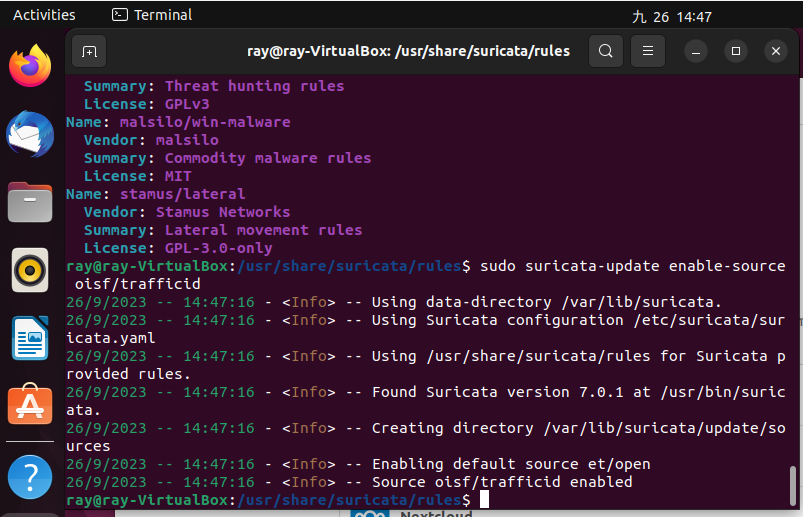 Activities
Terminal
九 26 14:47
ray@ray-VirtualBox: /usr/share/suricata/rules
Summary: Threat hunting rules
License: GPLv3
Name: malsilo/win-malware
Vendor: malsilo
Summary: Commodity malware rules
License: MIT
Name: stamus/lateral
Vendor: Stamus Networks
Summary: Lateral movement rules
License: GPL-3.0-only
ray@ray-VirtualBox:/usr/share/suricata/rules$ sudo suricata-update enable-source
oisf/trafficid
26/9/2023 -- 14:47:16 - <Info> -- Using data-directory /var/lib/suricata.
26/9/2023 -- 14:47:16 - <Info> -- Using Suricata configuration /etc/suricata/sur
icata.yaml
26/9/2023 -- 14:47:16 - <Info> -- Using /usr/share/suricata/rules for Suricata p
rovided rules.
26/9/2023 -- 14:47:16 - <Info> -- Found Suricata version 7.0.1 at /usr/bin/suric
ata.
26/9/2023 -- 14:47:16 - <Info> -- Creating directory /var/lib/suricata/update/so
urces
26/9/2023 -- 14:47:16 - <Info> -- Enabling default source et/open
26/9/2023 -- 14:47:16 - <Info> -- Source oisf/trafficid enabled
ray@ray-VirtualBox:/usr/share/suricata/rules$
Nextcloud